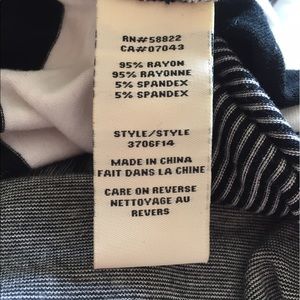 RN#58822
CA#07043
95% RAYON
95% RAYONNE
5% SPANDEX
5% SPANDEX
STYLE/STYLE
3706F14
MADE IN CHINA
FAIT DANS LA CHINE
CARE ON REVERSE
NETTOYAGE AU
REVERS